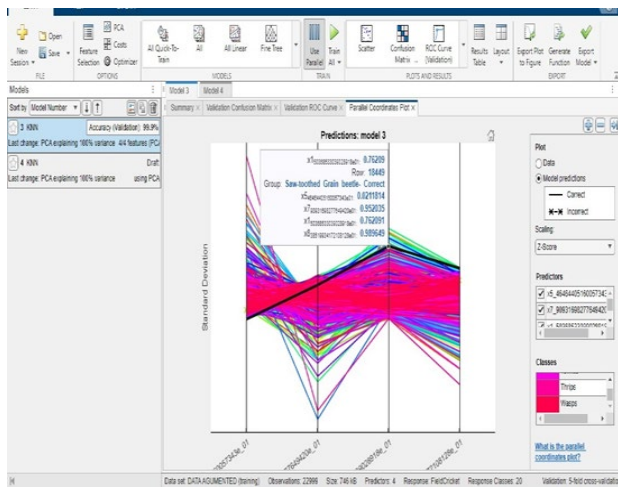 New
Session
Open
Save
Feature
Selection
PCA
Costs
Optimizer
All Quick-To-
Train
All
All Linear
Fine Tree
Use
Parallel
Train
All
Scatter
Confusion
Matrix
ROC Curve
(Validation)
Results
Table
Layout
Export Plot
to Figure
Generate
Function
Export
Model
FILE
OPTIONS
MODELS
TRAIN
PLOTS AND RESULTS
EXPORT
Models
Sort by Model Number
3 KNN
Accuracy (Validation): 99.9%
Last change: PCA explaining 100% variance 4/4 features (PCA
4 KNN
Draft
Last change: PCA explaining 100% variance using PCA
Model 3
Model 4
Summary
Validation Confusion Matrix
Validation ROC Curve
Parallel Coordinates Plot
Predictions: model 3
0.76209
Row: 18449
Group: Saw-toothed Grain beetle- Correct
0.0211814
0.952035
0.762091
0.989649
Standard Deviation
Plot
Data
Model predictions
Correct
Incorrect
Scaling:
Z-Score
Predictors
Classes
Thrips
Wasps
What is the parallel
coordinates plot?
Data set: DATA AGUMENTED (training) Observations: 22999 Size: 746 kB Predictors: 4 Response: FieldCricket Response Classes: 20 Validation: 5-fold cross-validatio